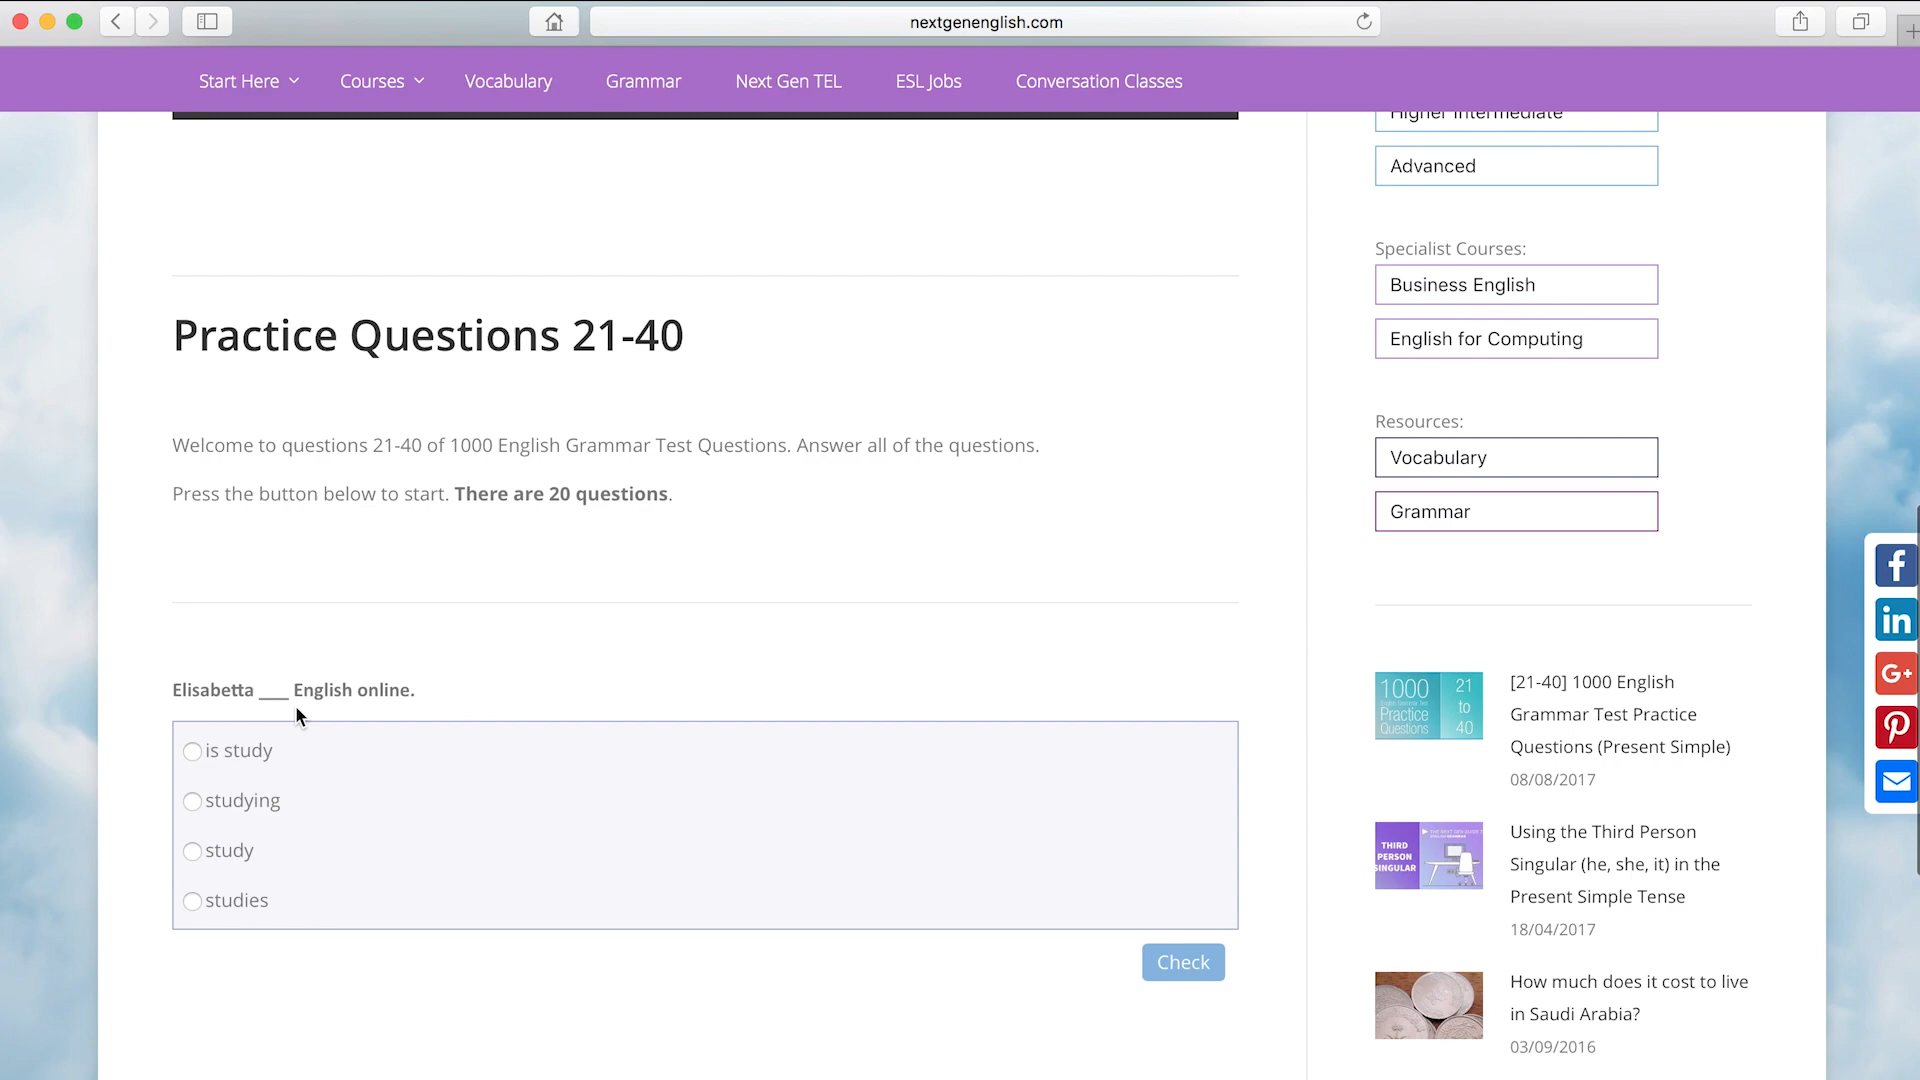 nextgenenglish.com
Start Here
Courses
Vocabulary
Grammar
Next Gen TEL
ESL Jobs
Conversation Classes
Higher Intermediate
Advanced
Specialist Courses:
Business English
English for Computing
Resources:
Vocabulary
Grammar
Practice Questions 21-40
Welcome to questions 21-40 of 1000 English Grammar Test Questions. Answer all of the questions.
Press the button below to start. There are 20 questions.
Elisabetta ___ English online.
is study
studying
study
studies
Check
1000
Practice
Questions
21
to
40
[21-40] 1000 English
Grammar Test Practice
Questions (Present Simple)
08/08/2017
THIRD
PERSON
SINGULAR
Using the Third Person
Singular (he, she, it) in the
Present Simple Tense
18/04/2017
How much does it cost to live
in Saudi Arabia?
03/09/2016
f
in
G+